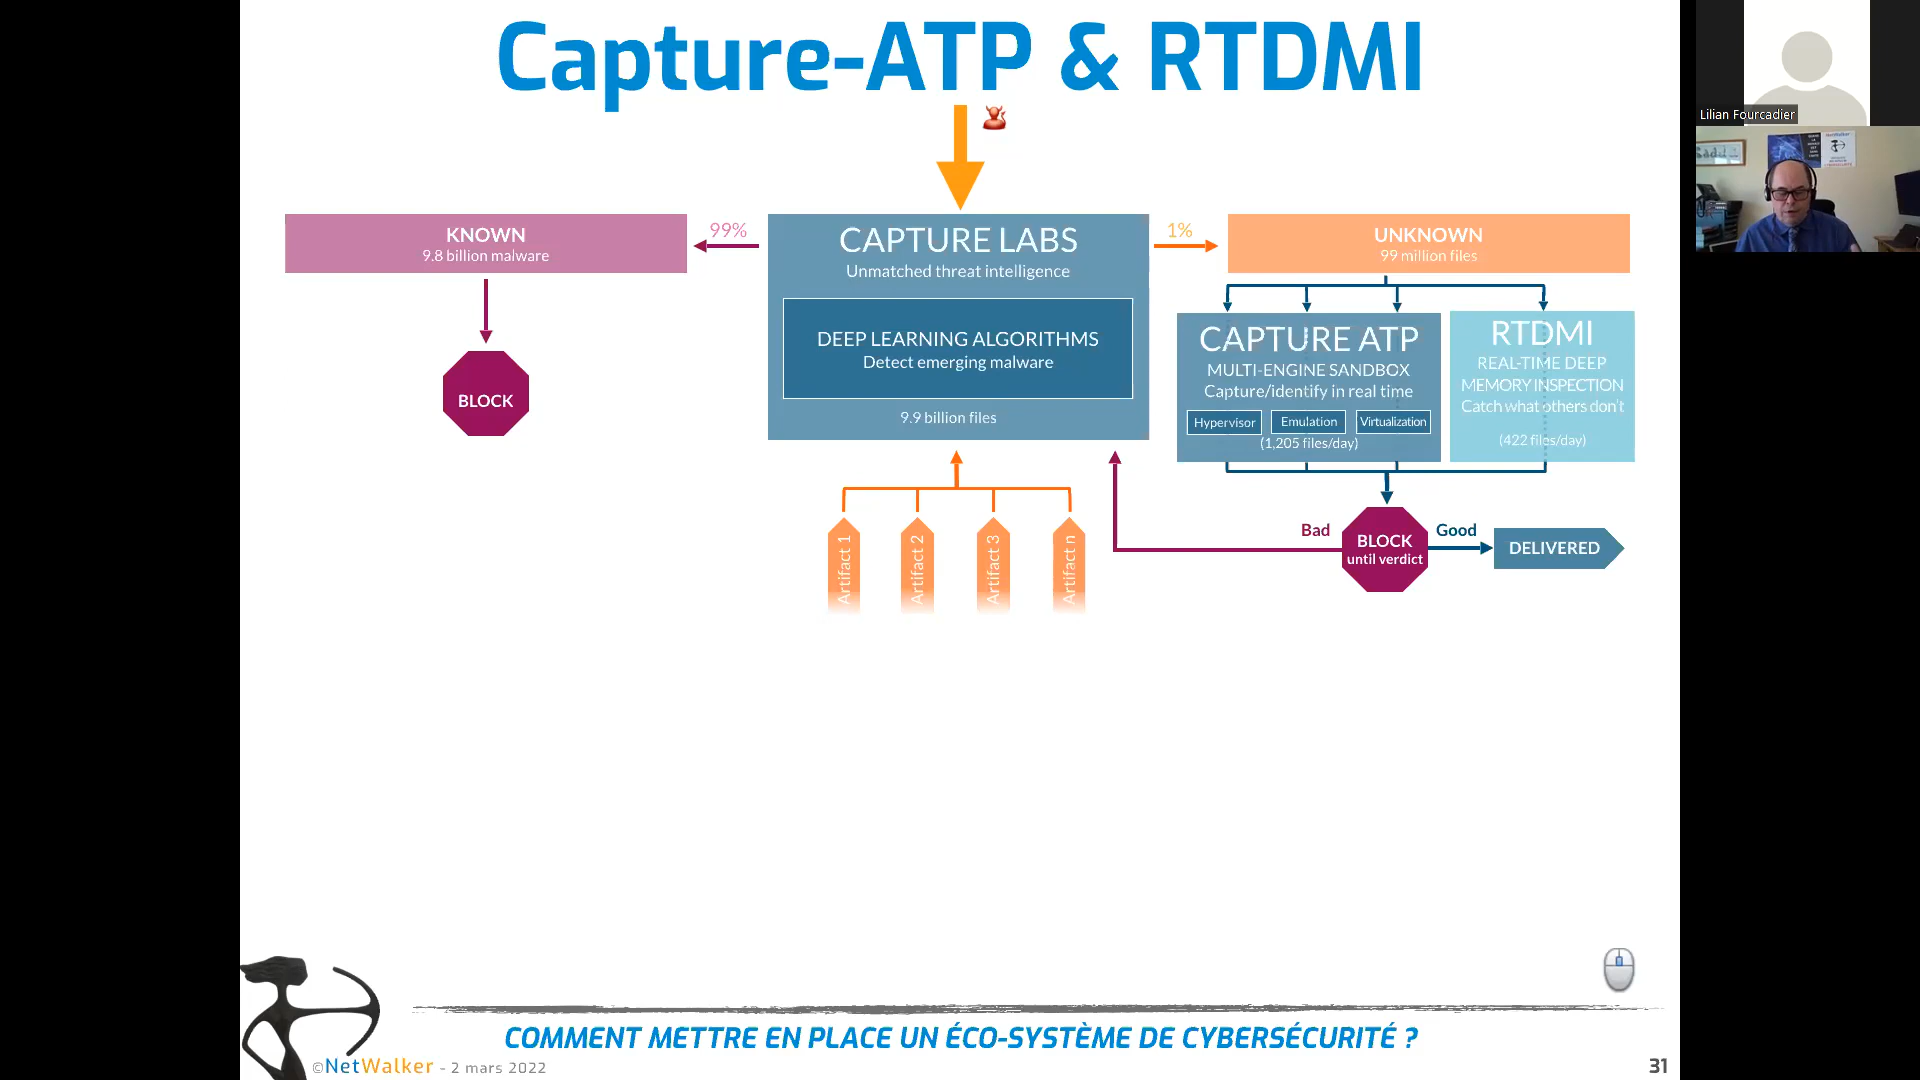 Capture-ATP & RTDMI
Lilian Fourcadier
KNOWN
9.8 billion malware
99%
CAPTURE LABS
Unmatched threat intelligence
1%
UNKNOWN
99 million files
DEEP LEARNING ALGORITHMS
Detect emerging malware
9.9 billion files
BLOCK
CAPTURE ATP
MULTI-ENGINE SANDBOX
Capture/identify in real time
Hypervisor
Emulation
Virtualization
(1,205 files/day)
RTDMI
REAL-TIME DEEP
MEMORY INSPECTION
Catch what others don't
(422 files/day)
Artifact 1
Artifact 2
Artifact 3
Artifact n
Bad
BLOCK
until verdict
Good
DELIVERED
COMMENT METTRE EN PLACE UN ÉCO-SYSTÈME DE CYBERSÉCURITÉ ?
©NetWalker - 2 mars 2022
31